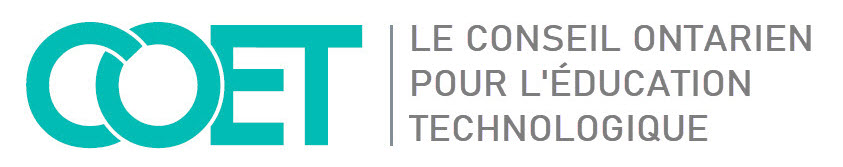 COET
LE CONSEIL ONTARIEN
POUR L'ÉDUCATION
TECHNOLOGIQUE